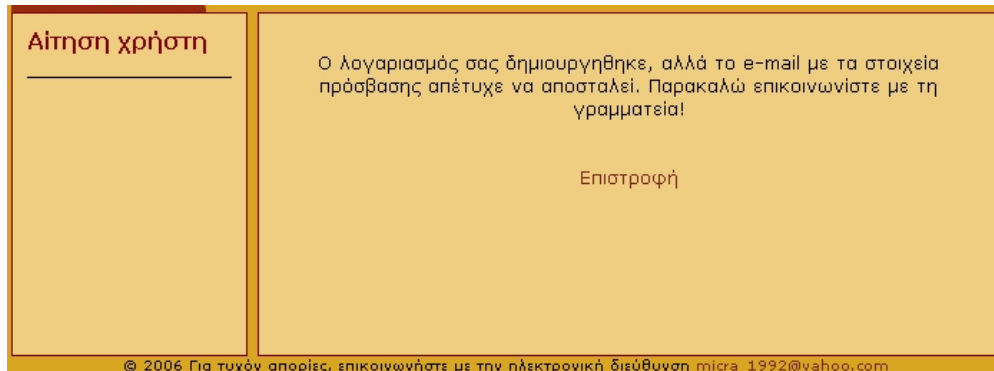 Αίτηση χρήστη
Ο λογαριασμός σας δημιουργηθηκε, αλλά το e-mail με τα στοιχεία
πρόσβασης απέτυχε να αποσταλεί. Παρακαλώ επικοινωνίστε με τη
γραμματεία!
Επιστροφή
© 2006 Για τυχόν απορίες, επικοινωνήστε με την ηλεκτρονική διεύθυνση micra_1992@yahoo.com